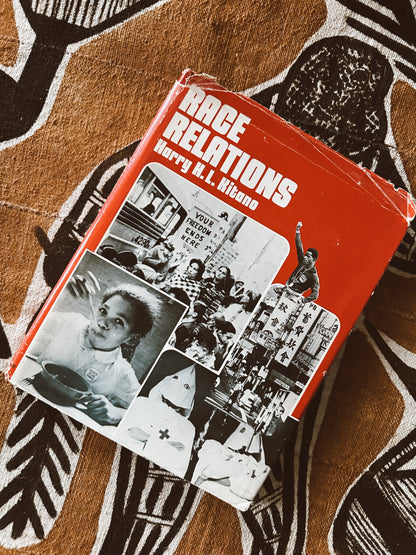 RACE
RELATIONS
Harry H. L. Kitano
YOUR
FREEDOM
ENDS
HERE